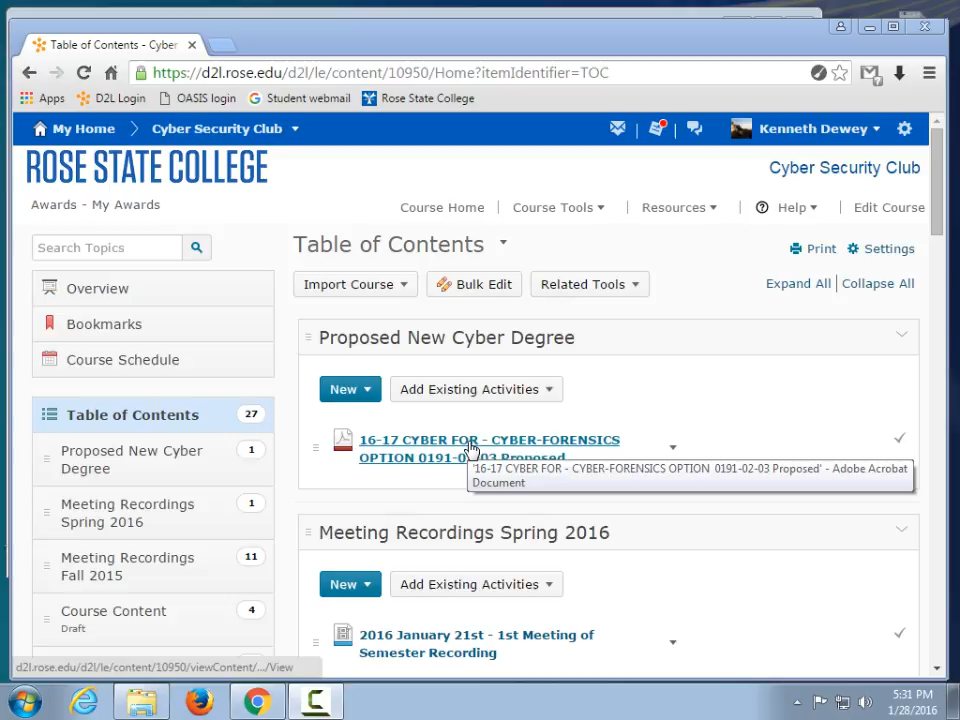 Table of Contents - Cyber
https://d2l.rose.edu/d2l/le/content/10950/Home?itemIdentifier=TOC
Apps D2L Login OASIS login Student webmail Rose State College
My Home Cyber Security Club Kenneth Dewey
ROSE STATE COLLEGE
Cyber Security Club
Awards - My Awards
Course Home Course Tools Resources Help Edit Course
Search Topics
Table of Contents
Print Settings
Import Course Bulk Edit Related Tools
Expand All Collapse All
Overview
Bookmarks
Course Schedule
Table of Contents 27
Proposed New Cyber Degree 1
Meeting Recordings Spring 2016 1
Meeting Recordings Fall 2015 11
Course Content 4
Draft
Proposed New Cyber Degree
New Add Existing Activities
16-17 CYBER FOR - CYBER-FORENSICS
OPTION 0191-02-03 Proposed
'16-17 CYBER FOR - CYBER-FORENSICS OPTION 0191-02-03 Proposed' - Adobe Acrobat
Document
Meeting Recordings Spring 2016
New Add Existing Activities
2016 January 21st - 1st Meeting of
Semester Recording
d2l.rose.edu/d2l/le/content/10950/viewContent/.../View
5:31 PM
1/28/2016